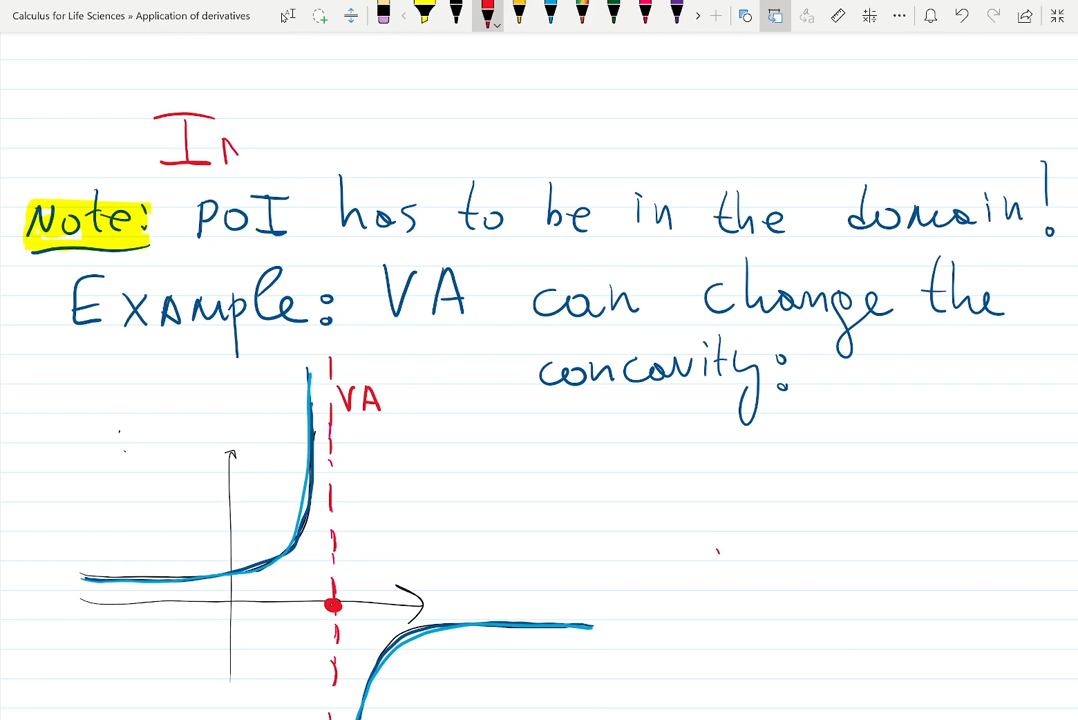 Calculus for Life Sciences » Application of derivatives
In
Note: POI has to be in the domain!
Example: VA can change the
concavity:
VA